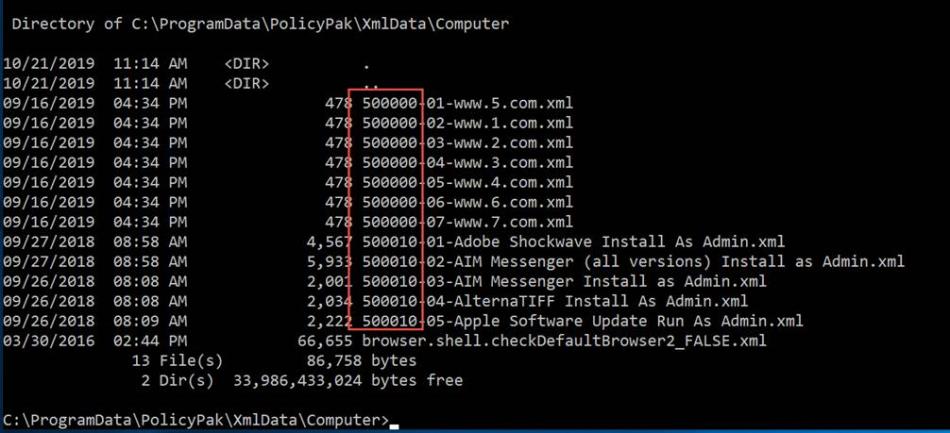 Directory of C:\ProgramData\PolicyPak\XmlData\Computer
10/21/2019 11:14 AM <DIR> .
10/21/2019 11:14 AM <DIR> ..
09/16/2019 04:34 PM 478 500000-01-www.5.com.xml
09/16/2019 04:34 PM 478 500000-02-www.1.com.xml
09/16/2019 04:34 PM 478 500000-03-www.2.com.xml
09/16/2019 04:34 PM 478 500000-04-www.3.com.xml
09/16/2019 04:34 PM 478 500000-05-www.4.com.xml
09/16/2019 04:34 PM 478 500000-06-www.6.com.xml
09/16/2019 04:34 PM 478 500000-07-www.7.com.xml
09/27/2018 08:58 AM 4,567 500010-01-Adobe Shockwave Install As Admin.xml
09/27/2018 08:58 AM 5,933 500010-02-AIM Messenger (all versions) Install as Admin.xml
09/26/2018 08:08 AM 2,001 500010-03-AIM Messenger Install as Admin.xml
09/26/2018 08:08 AM 2,034 500010-04-AlternaTIFF Install As Admin.xml
09/26/2018 08:09 AM 2,222 500010-05-Apple Software Update Run As Admin.xml
03/30/2016 02:44 PM 66,655 browser.shell.checkDefaultBrowser2_FALSE.xml
13 File(s) 86,758 bytes
2 Dir(s) 33,986,433,024 bytes free
C:\ProgramData\PolicyPak\XmlData\Computer>